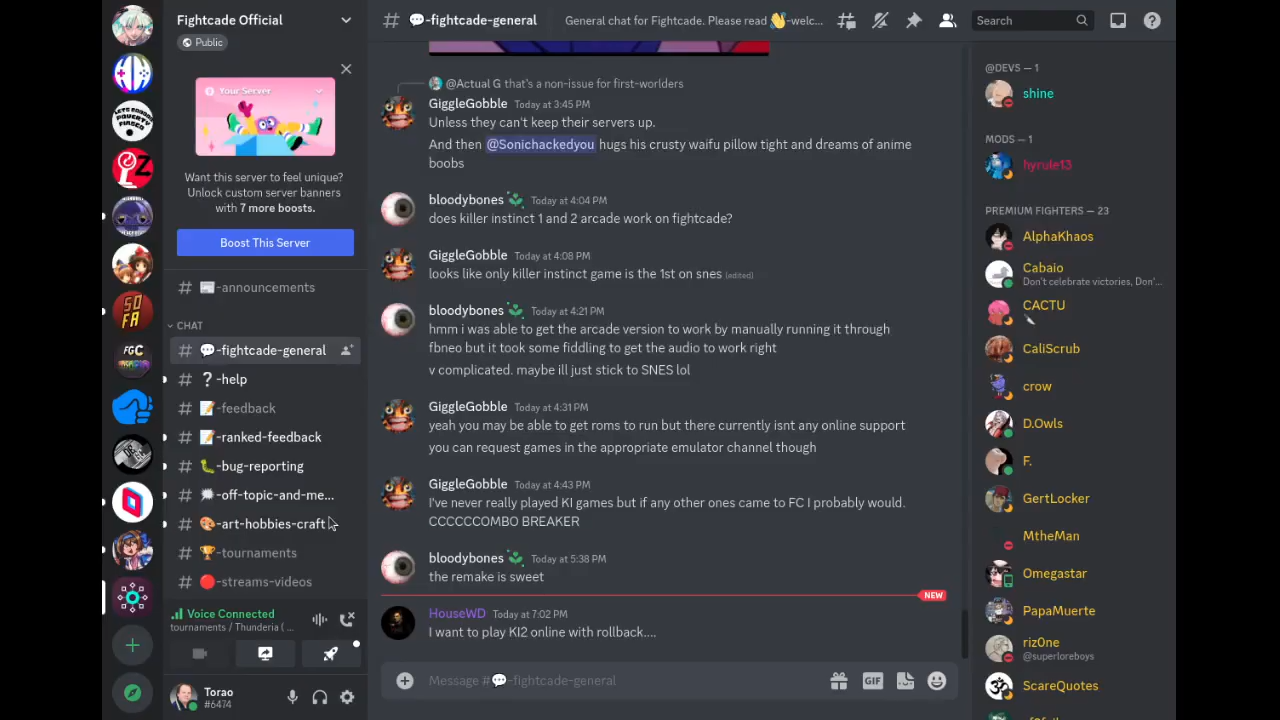 Fightcade Official
Public
Your Server
Want this server to feel unique?
Unlock custom server banners
with 7 more boosts.
Boost This Server
# 📰-announcements
CHAT
# 💬-fightcade-general
# ❔-help
# 📝-feedback
# 📝-ranked-feedback
# 🐛-bug-reporting
# 💭-off-topic-and-me...
# 🎨-art-hobbies-craft
# 🏆-tournaments
# 🔴-streams-videos
Voice Connected
tournaments / Thunderia ( ...
Torao
#6474
LETS GO
POVERTY
FIASCO
SO
FA
FGC
# 💬-fightcade-general
General chat for Fightcade. Please read 👋-welc...
Search
@Actual G that's a non-issue for first-worlders
GiggleGobble Today at 3:45 PM
Unless they can't keep their servers up.
And then @Sonichackedyou hugs his crusty waifu pillow tight and dreams of anime
boobs
bloodybones Today at 4:04 PM
does killer instinct 1 and 2 arcade work on fightcade?
GiggleGobble Today at 4:08 PM
looks like only killer instinct game is the 1st on snes (edited)
bloodybones Today at 4:21 PM
hmm i was able to get the arcade version to work by manually running it through
fbneo but it took some fiddling to get the audio to work right
v complicated. maybe ill just stick to SNES lol
GiggleGobble Today at 4:31 PM
yeah you may be able to get roms to run but there currently isnt any online support
you can request games in the appropriate emulator channel though
GiggleGobble Today at 4:43 PM
I've never really played KI games but if any other ones came to FC I probably would.
CCCCCCOMBO BREAKER
bloodybones Today at 5:38 PM
the remake is sweet
NEW
HouseWD Today at 7:02 PM
I want to play KI2 online with rollback....
Message #💬-fightcade-general
GIF
@DEVS — 1
shine
MODS — 1
hyrule13
PREMIUM FIGHTERS — 23
AlphaKhaos
Cabaio
Don't celebrate victories, Don'...
CACTU
🔪
CaliScrub
crow
D.Owls
F.
GertLocker
MtheMan
Omegastar
PapaMuerte
riz0ne
@superloreboys
ScareQuotes